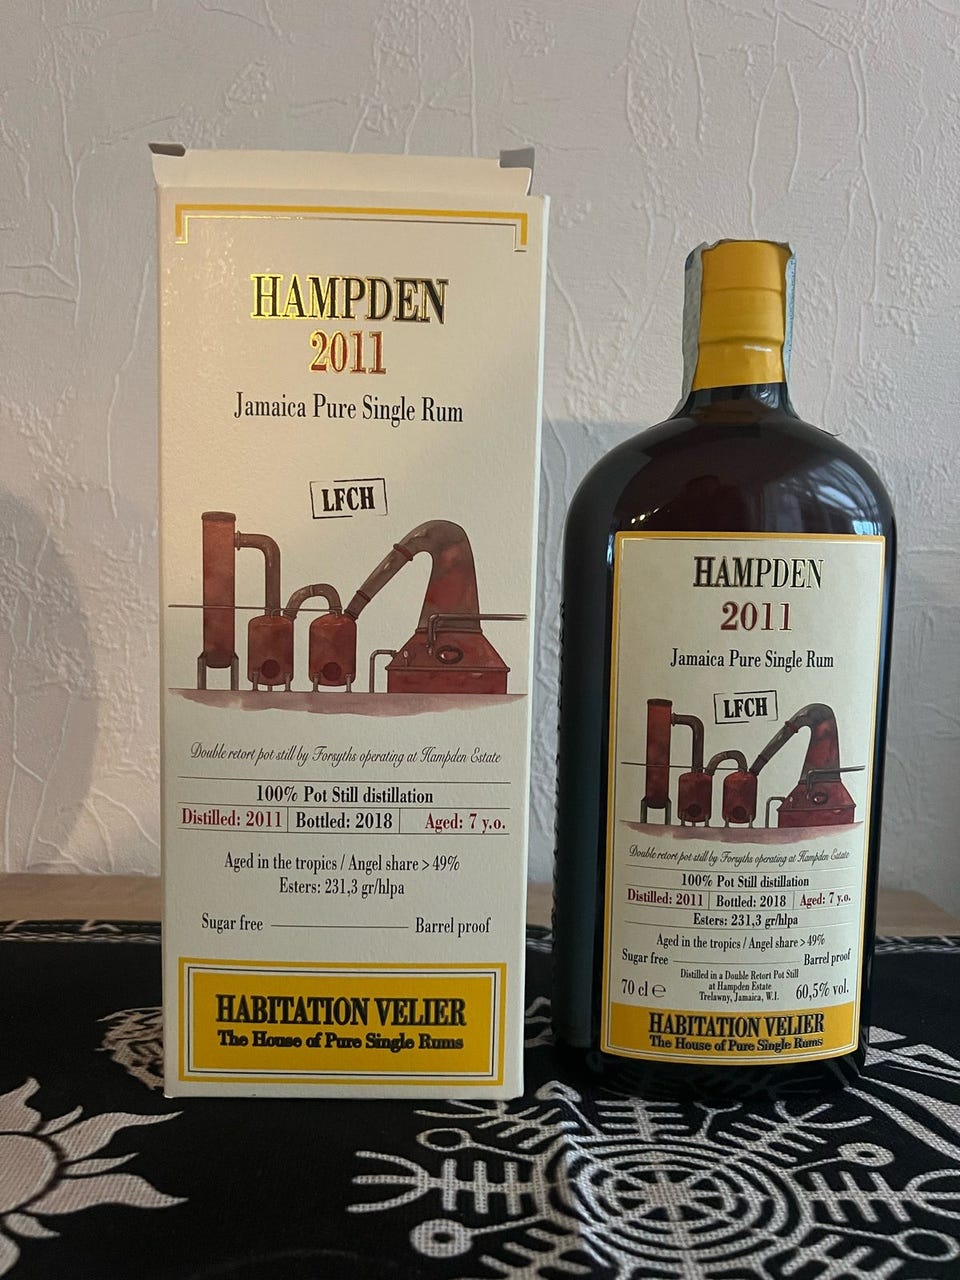 HAMPDEN
2011
Jamaica Pure Single Rum
LFCH
Double retort pot still by Forsyths operating at Hampden Estate
100% Pot Still distillation
Distilled: 2011 Bottled: 2018 Aged: 7 y.o.
Aged in the tropics / Angel share > 49%
Esters: 231,3 gr/hlpa
Sugar free Barrel proof
HABITATION VELIER
The House of Pure Single Rums
HAMPDEN
2011
Jamaica Pure Single Rum
LFCH
Double retort pot still by Forsyths operating at Hampden Estate
100% Pot Still distillation
Distilled: 2011 Bottled: 2018 Aged: 7 y.o.
Esters: 231,3 gr/hlpa
Aged in the tropics / Angel share > 49%
Sugar free Barrel proof
Distilled in a Double Retort Pot Still
at Hampden Estate
Trelawny, Jamaica, W.I.
70 cl ℮ 60,5% vol.
HABITATION VELIER
The House of Pure Single Rums